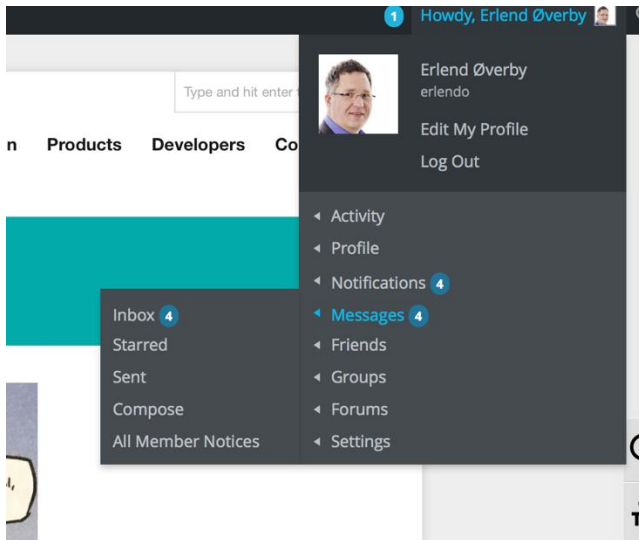 1 Howdy, Erlend Øverby
Type and hit enter
Products Developers
Erlend Øverby
erlendo
Edit My Profile
Log Out
Activity
Profile
Notifications 4
Messages 4
Friends
Groups
Forums
Settings
Inbox 4
Starred
Sent
Compose
All Member Notices